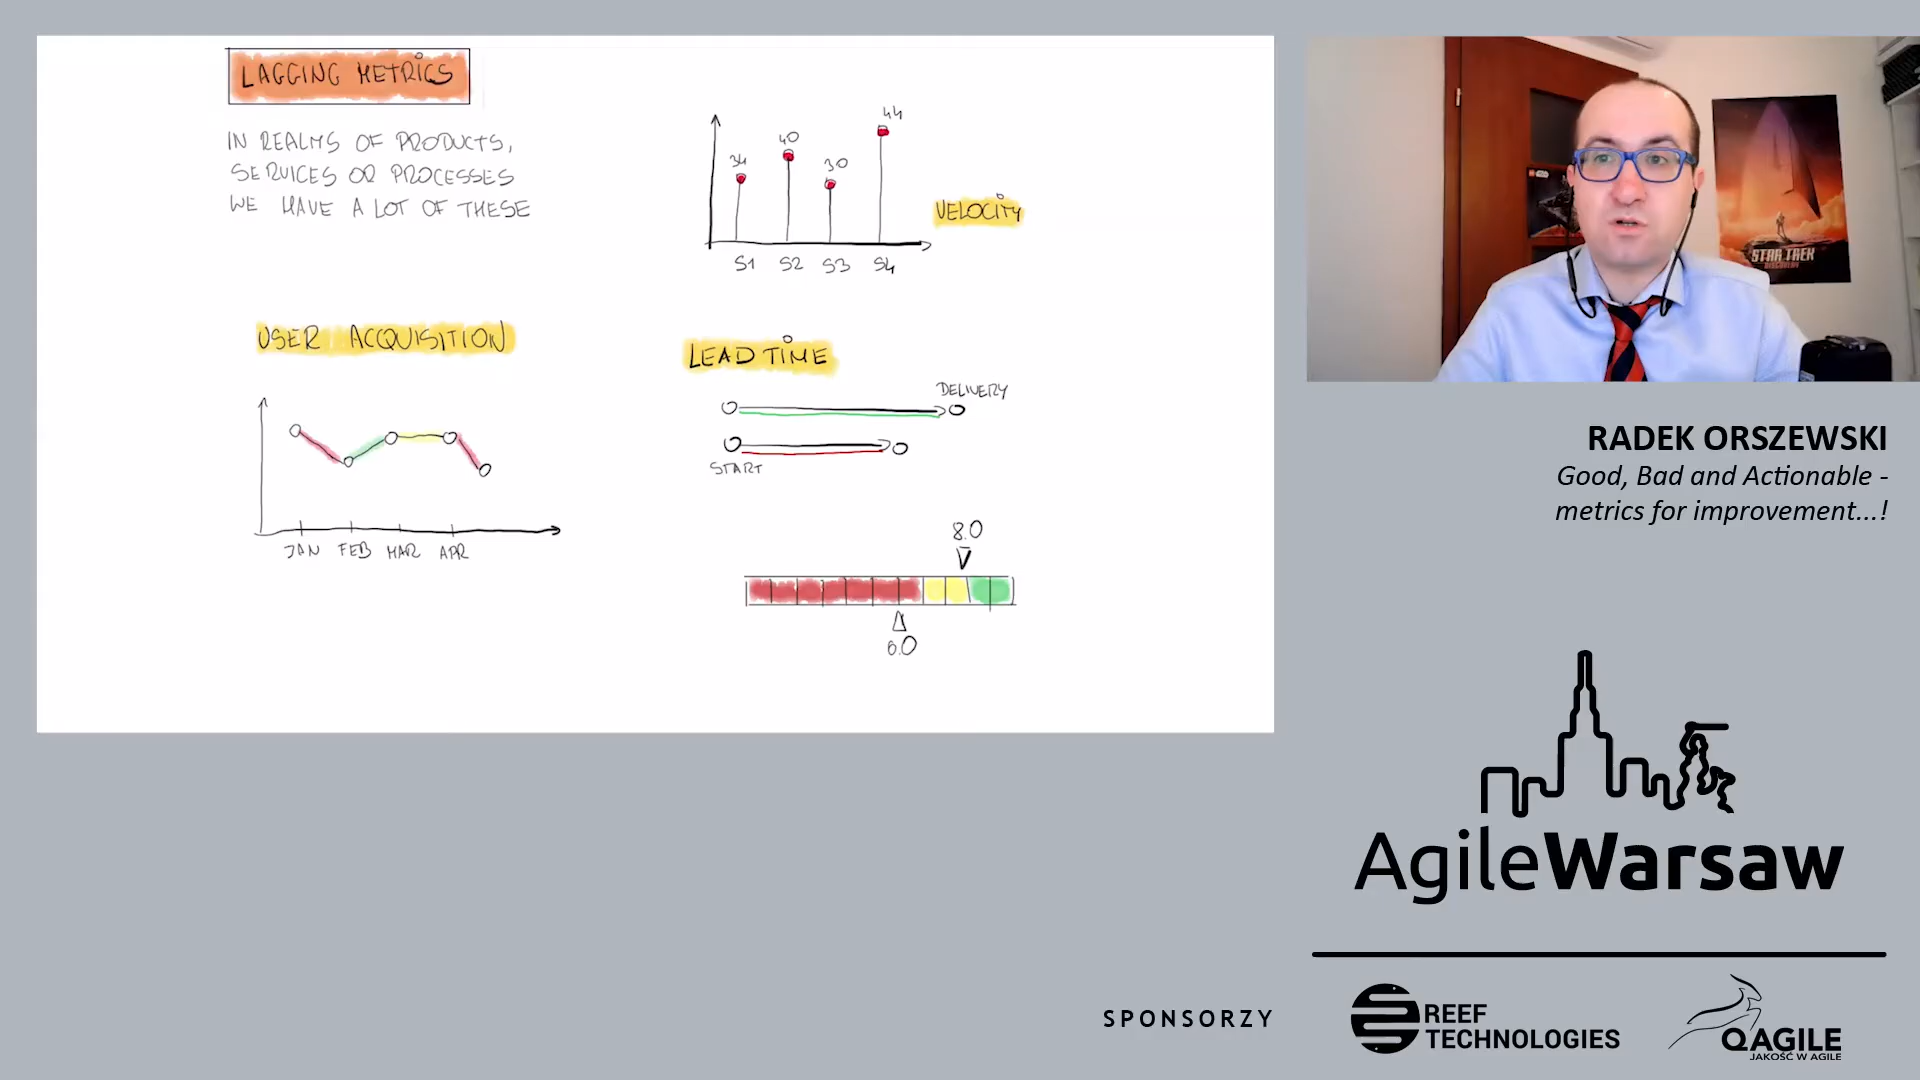 LAGGING METRICS
IN REALMS OF PRODUCTS,
SERVICES OR PROCESSES
WE HAVE A LOT OF THESE
34
40
30
44
S1 S2 S3 S4
VELOCITY
USER ACQUISITION
JAN FEB MAR APR
LEAD TIME
DELIVERY
START
8.0
6.0
STAR TREK
DISCOVERY
RADEK ORSZEWSKI
Good, Bad and Actionable -
metrics for improvement...!
AgileWarsaw
SPONSORZY
REEF
TECHNOLOGIES
QAGILE
JAKOŚĆ W AGILE